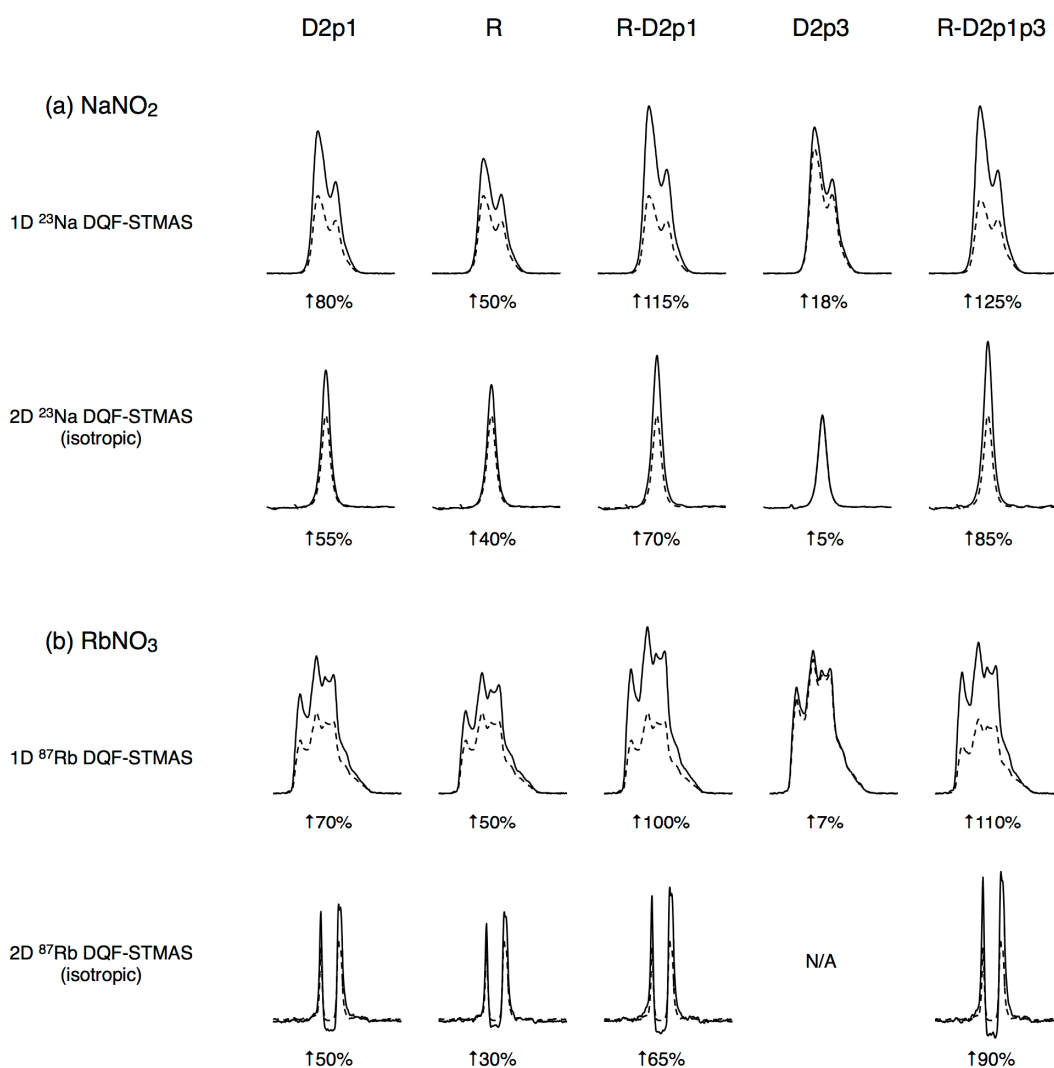 D2p1 R R-D2p1 D2p3 R-D2p1p3
(a) NaNO₂
1D ²³Na DQF-STMAS
↑80% ↑50% ↑115% ↑18% ↑125%
2D ²³Na DQF-STMAS
(isotropic)
↑55% ↑40% ↑70% ↑5% ↑85%
(b) RbNO₃
1D ⁸⁷Rb DQF-STMAS
↑70% ↑50% ↑100% ↑7% ↑110%
2D ⁸⁷Rb DQF-STMAS
(isotropic)
N/A
↑50% ↑30% ↑65% ↑90%